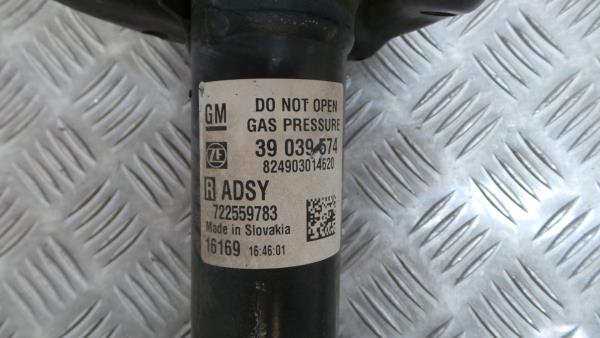 GM
DO NOT OPEN
GAS PRESSURE
ZF
39 039 574
824903014620
R ADSY
722559783
Made in Slovakia
16169 16:46:01